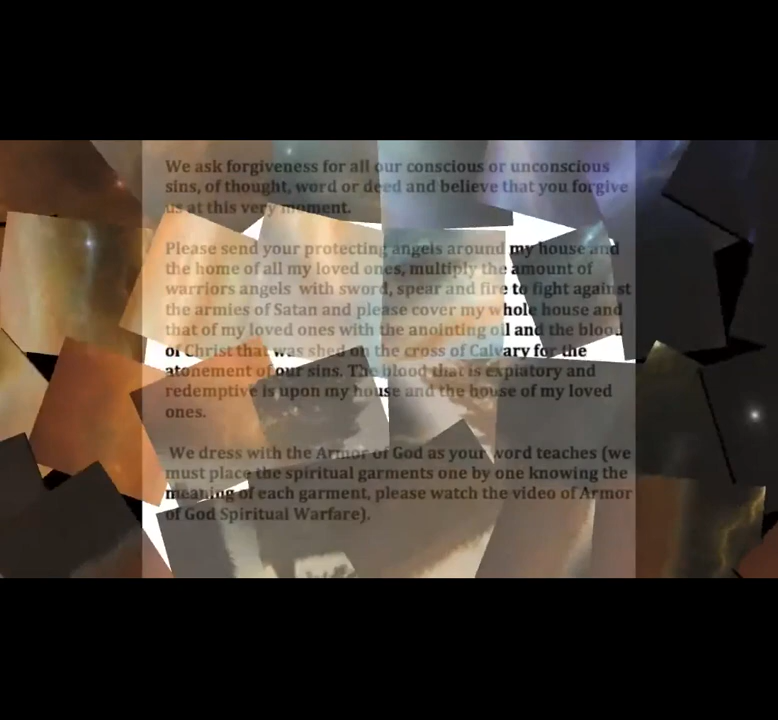 We ask forgiveness for all our conscious or unconscious
sins, of thought, word or deed and believe that you forgive
us at this very moment.
Please send your protecting angels around my house and
the home of all my loved ones, multiply the amount of
warriors angels with sword, spear and fire to fight against
the armies of Satan and please cover my whole house and
that of my loved ones with the anointing oil and the blood
of Christ that was shed on the cross of Calvary for the
atonement of our sins. The blood that is expiatory and
redemptive is upon my house and the house of my loved
ones.
We dress with the Armor of God as your word teaches (we
must place the spiritual garments one by one knowing the
meaning of each garment, please watch the video of Armor
of God Spiritual Warfare).